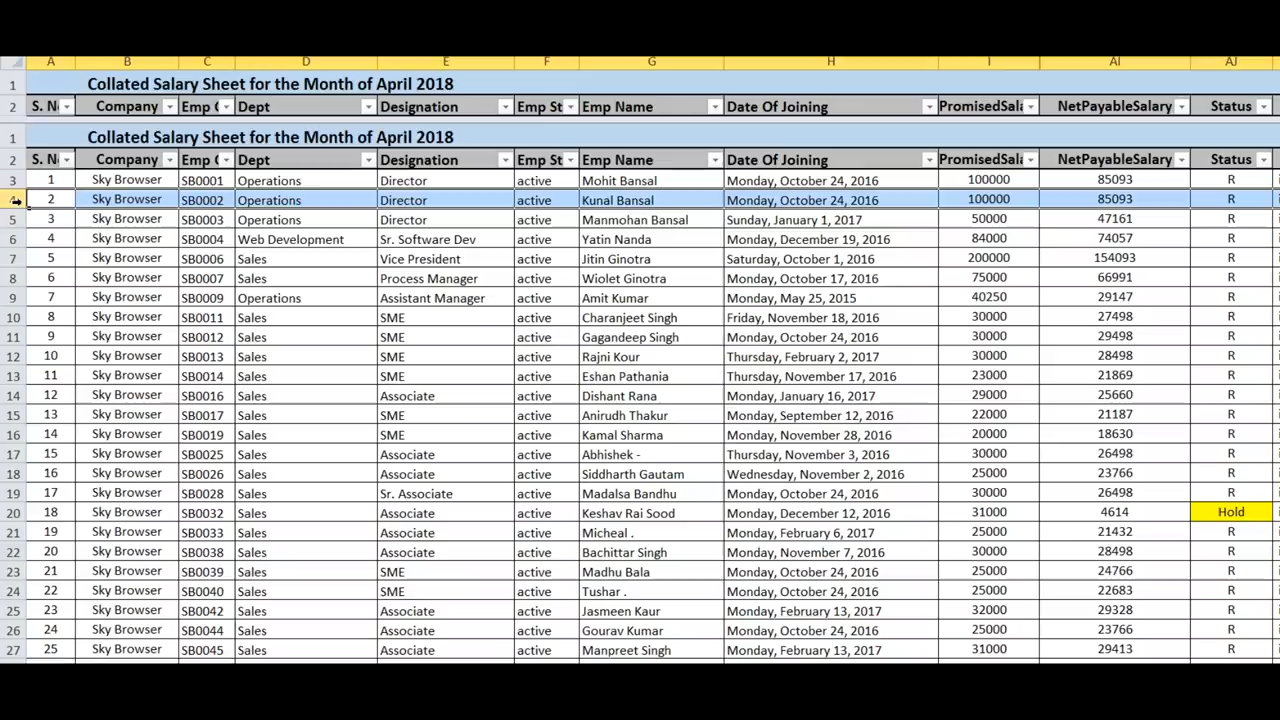 A B C D E F G H I AI AJ
1 Collated Salary Sheet for the Month of April 2018
2 S. N Company Emp C Dept Designation Emp St Emp Name Date Of Joining PromisedSala NetPayableSalary Status
1 Collated Salary Sheet for the Month of April 2018
2 S. N Company Emp C Dept Designation Emp St Emp Name Date Of Joining PromisedSala NetPayableSalary Status
3 1 Sky Browser SB0001 Operations Director active Mohit Bansal Monday, October 24, 2016 100000 85093 R
4 2 Sky Browser SB0002 Operations Director active Kunal Bansal Monday, October 24, 2016 100000 85093 R
5 3 Sky Browser SB0003 Operations Director active Manmohan Bansal Sunday, January 1, 2017 50000 47161 R
6 4 Sky Browser SB0004 Web Development Sr. Software Dev active Yatin Nanda Monday, December 19, 2016 84000 74057 R
7 5 Sky Browser SB0006 Sales Vice President active Jitin Ginotra Saturday, October 1, 2016 200000 154093 R
8 6 Sky Browser SB0007 Sales Process Manager active Wiolet Ginotra Monday, October 17, 2016 75000 66991 R
9 7 Sky Browser SB0009 Operations Assistant Manager active Amit Kumar Monday, May 25, 2015 40250 29147 R
10 8 Sky Browser SB0011 Sales SME active Charanjeet Singh Friday, November 18, 2016 30000 27498 R
11 9 Sky Browser SB0012 Sales SME active Gagandeep Singh Monday, October 24, 2016 30000 29498 R
12 10 Sky Browser SB0013 Sales SME active Rajni Kour Thursday, February 2, 2017 30000 28498 R
13 11 Sky Browser SB0014 Sales SME active Eshan Pathania Thursday, November 17, 2016 23000 21869 R
14 12 Sky Browser SB0016 Sales Associate active Dishant Rana Monday, January 16, 2017 29000 25660 R
15 13 Sky Browser SB0017 Sales SME active Anirudh Thakur Monday, September 12, 2016 22000 21187 R
16 14 Sky Browser SB0019 Sales SME active Kamal Sharma Monday, November 28, 2016 20000 18630 R
17 15 Sky Browser SB0025 Sales Associate active Abhishek - Thursday, November 3, 2016 30000 26498 R
18 16 Sky Browser SB0026 Sales Associate active Siddharth Gautam Wednesday, November 2, 2016 25000 23766 R
19 17 Sky Browser SB0028 Sales Sr. Associate active Madalsa Bandhu Monday, October 24, 2016 30000 26498 R
20 18 Sky Browser SB0032 Sales Associate active Keshav Rai Sood Monday, December 12, 2016 31000 4614 Hold
21 19 Sky Browser SB0033 Sales Associate active Micheal . Monday, February 6, 2017 25000 21432 R
22 20 Sky Browser SB0038 Sales Associate active Bachittar Singh Monday, November 7, 2016 30000 28498 R
23 21 Sky Browser SB0039 Sales SME active Madhu Bala Monday, October 24, 2016 25000 24766 R
24 22 Sky Browser SB0040 Sales SME active Tushar . Monday, October 24, 2016 25000 22683 R
25 23 Sky Browser SB0042 Sales Associate active Jasmeen Kaur Monday, February 13, 2017 32000 29328 R
26 24 Sky Browser SB0044 Sales Associate active Gourav Kumar Monday, October 24, 2016 25000 23766 R
27 25 Sky Browser SB0045 Sales Associate active Manpreet Singh Monday, February 13, 2017 31000 29413 R